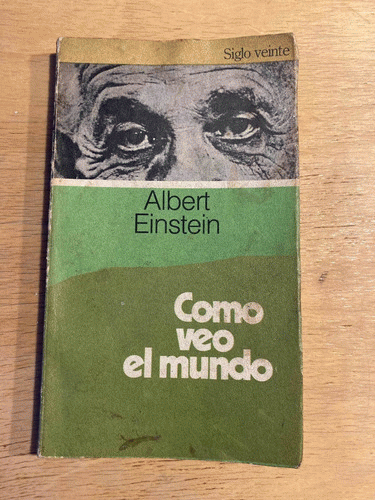 Siglo veinte
Albert
Einstein
Como
veo
el mundo